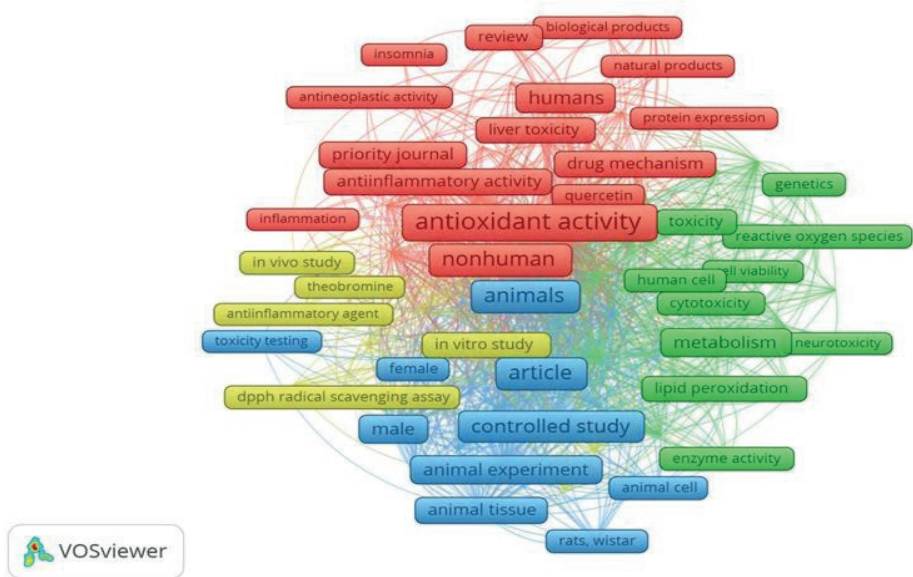 biological products
review
insomnia
natural products
antineoplastic activity
humans
protein expression
liver toxicity
priority journal
drug mechanism
antiinflammatory activity
genetics
quercetin
antioxidant activity
toxicity
inflammation
reactive oxygen species
nonhuman
in vivo study
cell viability
human cell
theobromine
animals
cytotoxicity
antiinflammatory agent
toxicity testing
in vitro study
metabolism
neurotoxicity
female
article
lipid peroxidation
dpph radical scavenging assay
male
controlled study
enzyme activity
animal experiment
animal cell
animal tissue
rats, wistar
VOSviewer